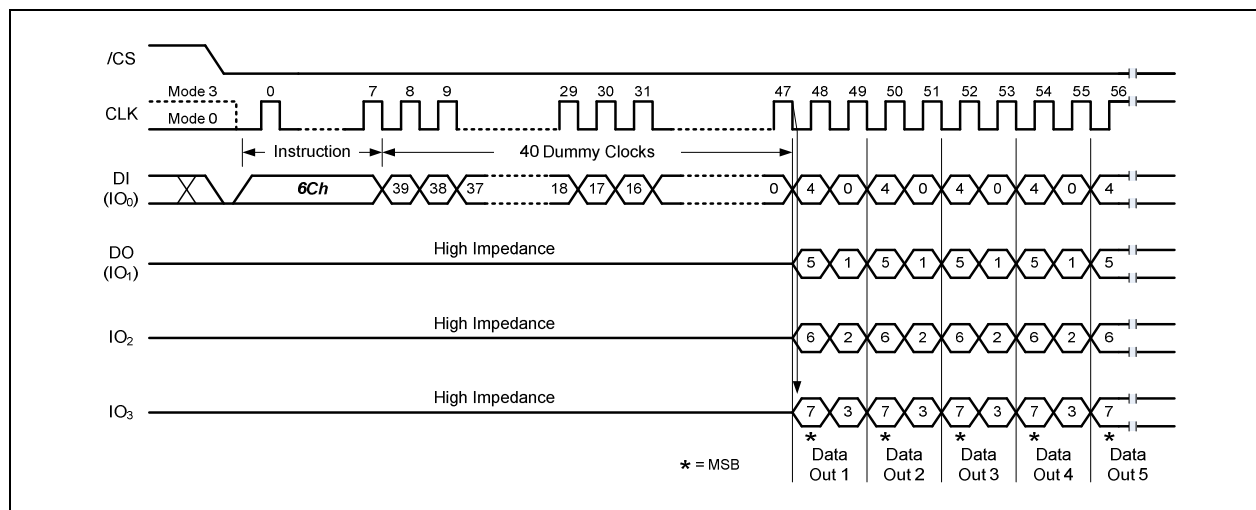 /CS
Mode 3 0 7 8 9 29 30 31 47 48 49 50 51 52 53 54 55 56
CLK Mode 0
Instruction 40 Dummy Clocks
DI (IO0) 6Ch 39 38 37 18 17 16 0 4 0 4 0 4 0 4 0 4
High Impedance
DO (IO1) 5 1 5 1 5 1 5 1 5
High Impedance
IO2 6 2 6 2 6 2 6 2 6
High Impedance
IO3 7 3 7 3 7 3 7 3 7
* * * * *
* = MSB
Data Out 1 Data Out 2 Data Out 3 Data Out 4 Data Out 5